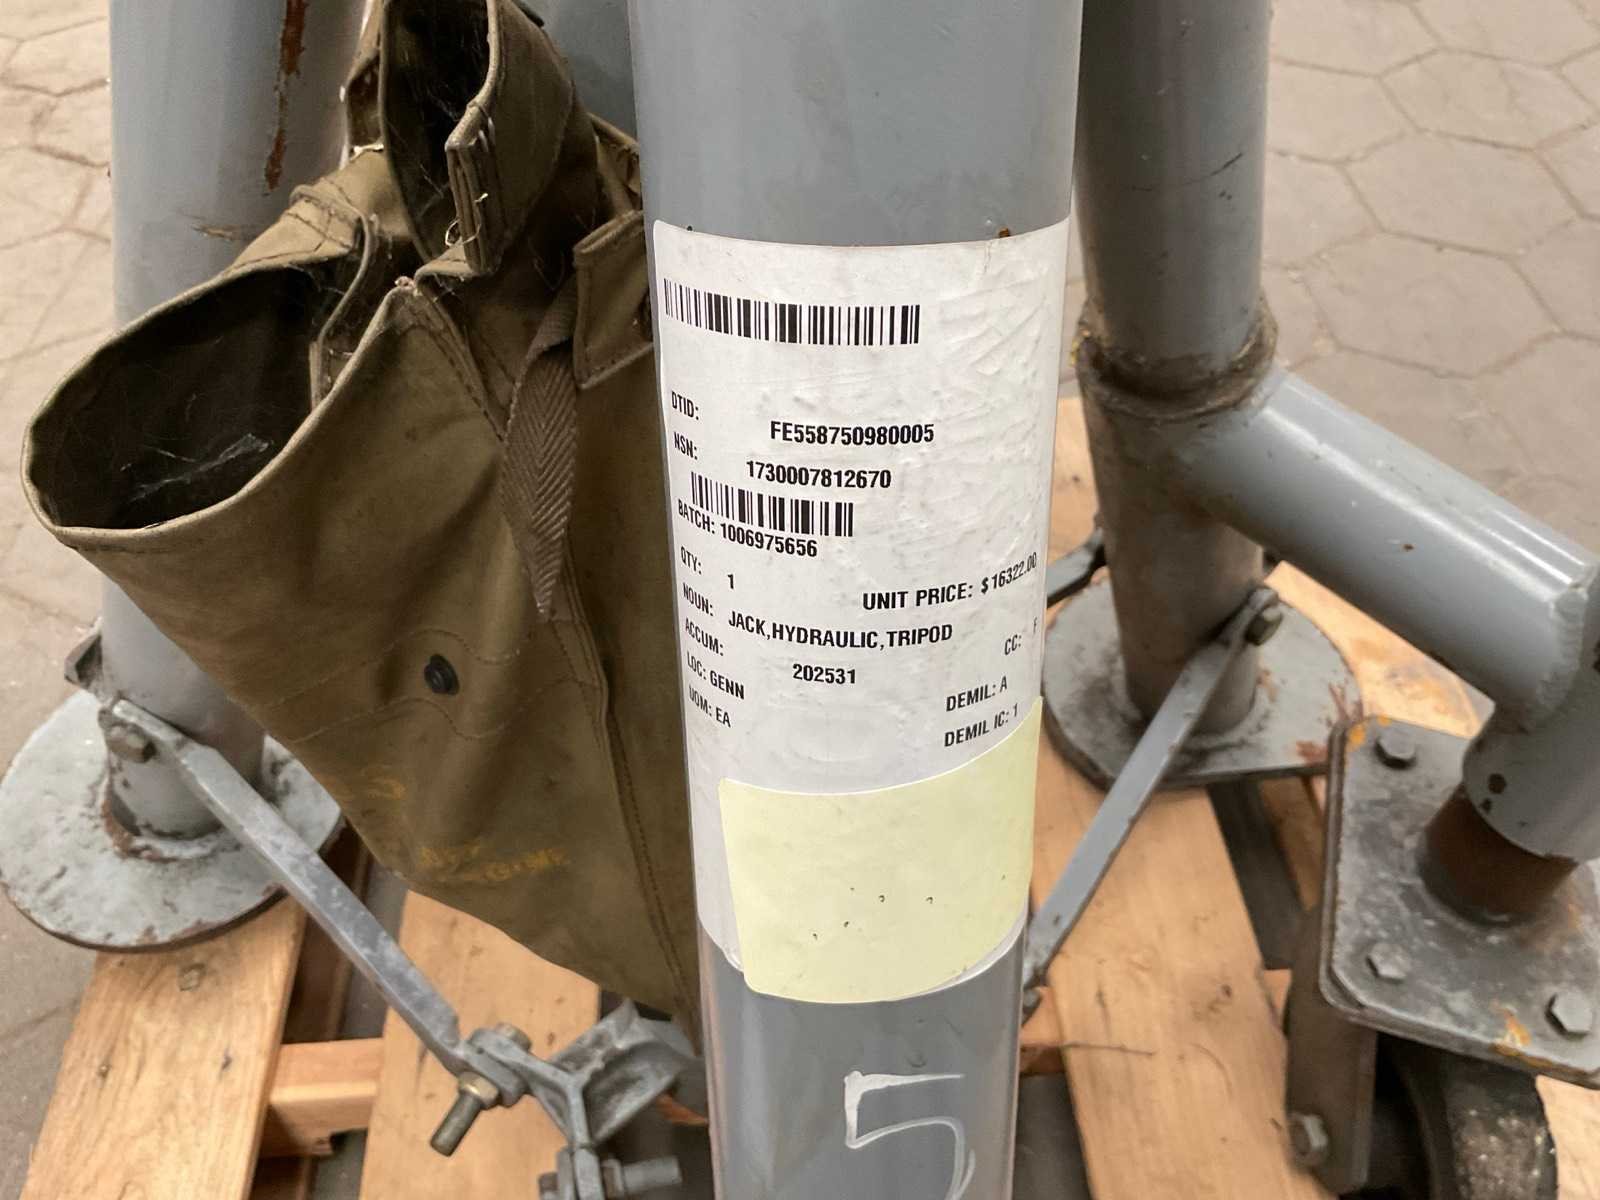 DTID: FE558750980005
NSN: 1730007812670
BATCH: 1006975656
QTY: 1 UNIT PRICE: $16322.00
NOUN: JACK,HYDRAULIC,TRIPOD
ACCUM: 202531 CC: F
LOC: GENN DEMIL: A
UOM: EA DEMIL IC: 1
5